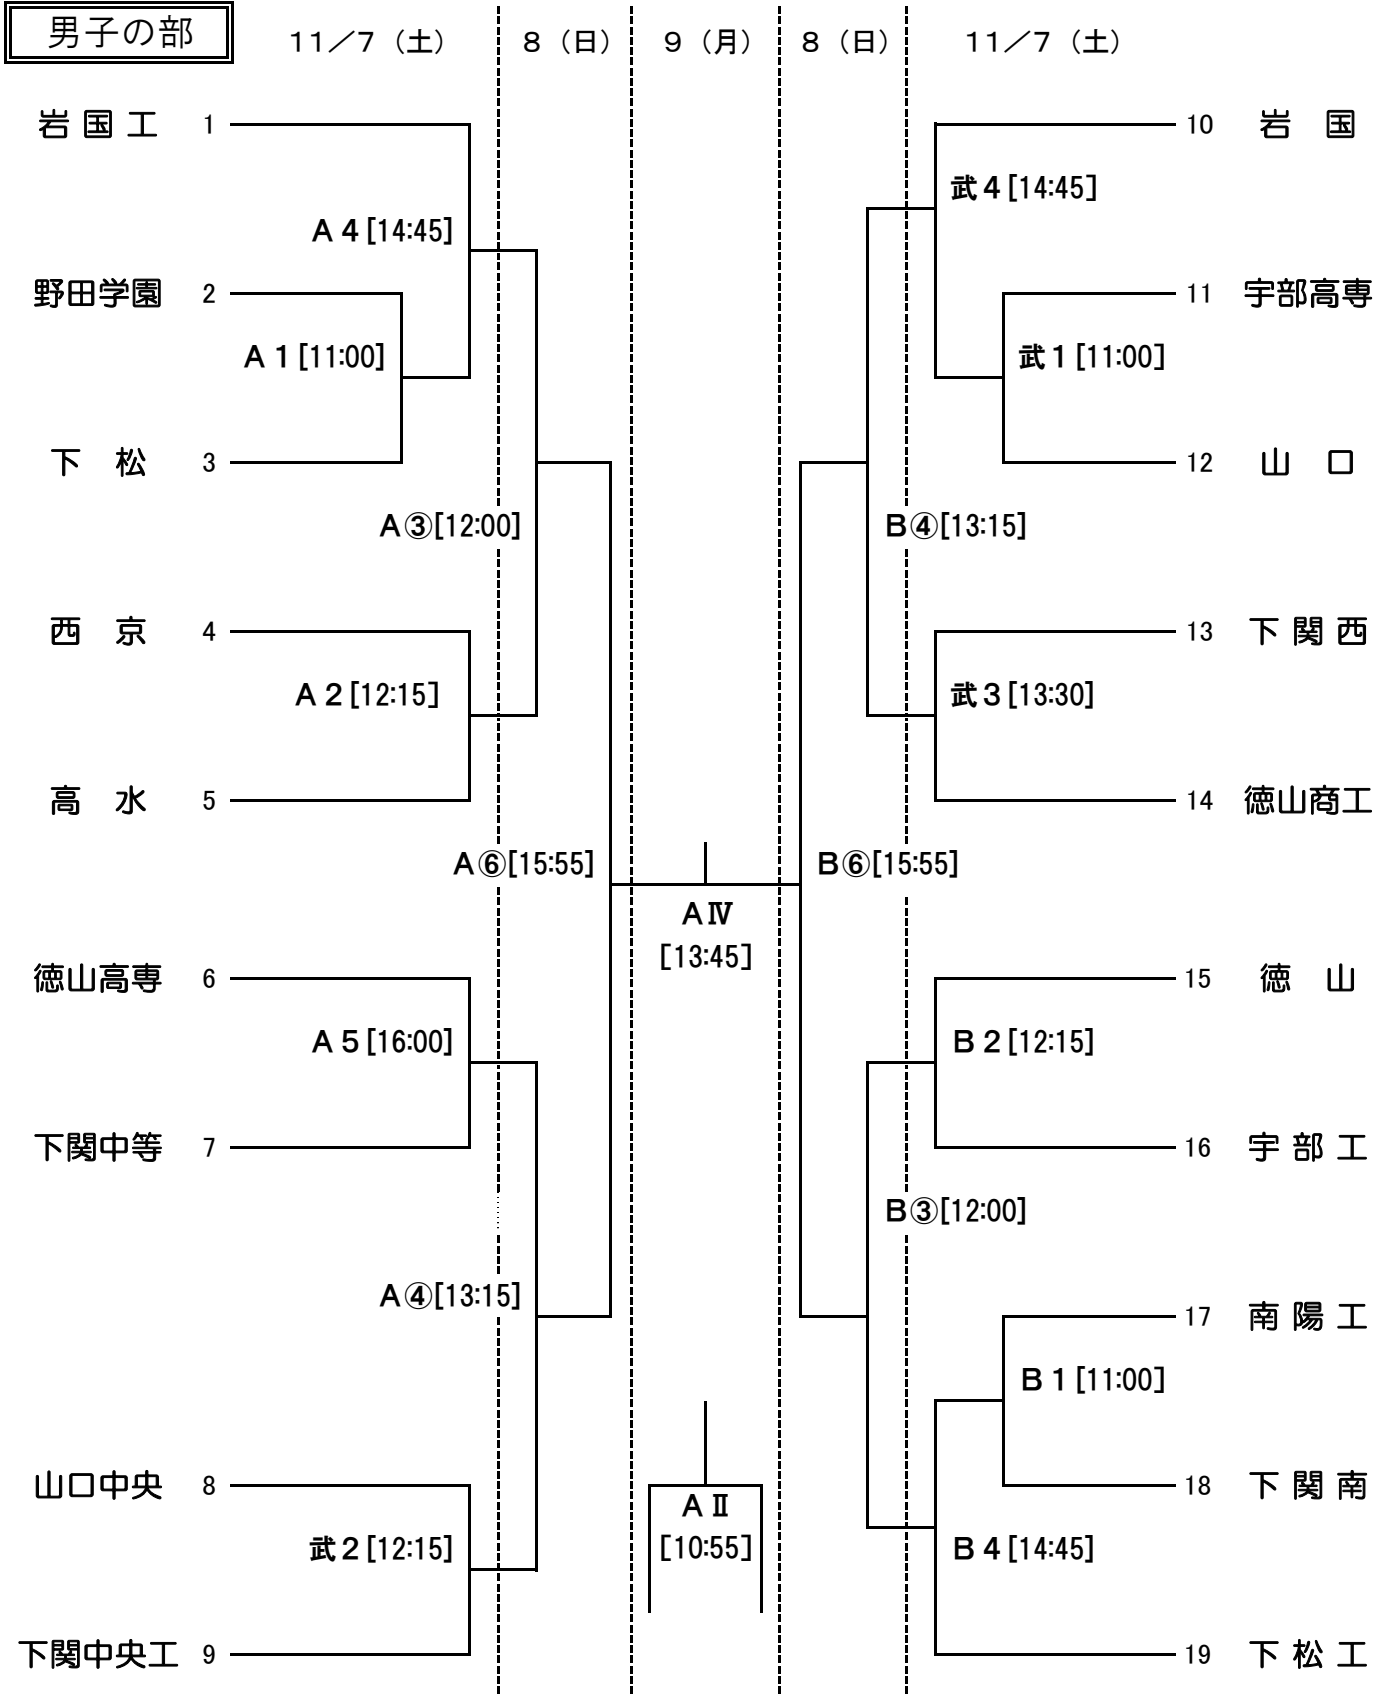 男子の部
11／7（土） 8（日） 9（月） 8（日） 11／7（土）
岩国工 1
A4[14:45]
野田学園 2
A1[11:00]
下松 3
A③[12:00]
西京 4
A2[12:15]
高水 5
A⑥[15:55]
徳山高専 6
A5[16:00]
下関中等 7
A④[13:15]
山口中央 8
武2[12:15]
下関中央工 9
AⅣ
[13:45]
AⅡ
[10:55]
10 岩国
武4[14:45]
11 宇部高専
武1[11:00]
12 山口
B④[13:15]
13 下関西
武3[13:30]
14 徳山商工
B⑥[15:55]
15 徳山
B2[12:15]
16 宇部工
B③[12:00]
17 南陽工
B1[11:00]
18 下関南
B4[14:45]
19 下松工